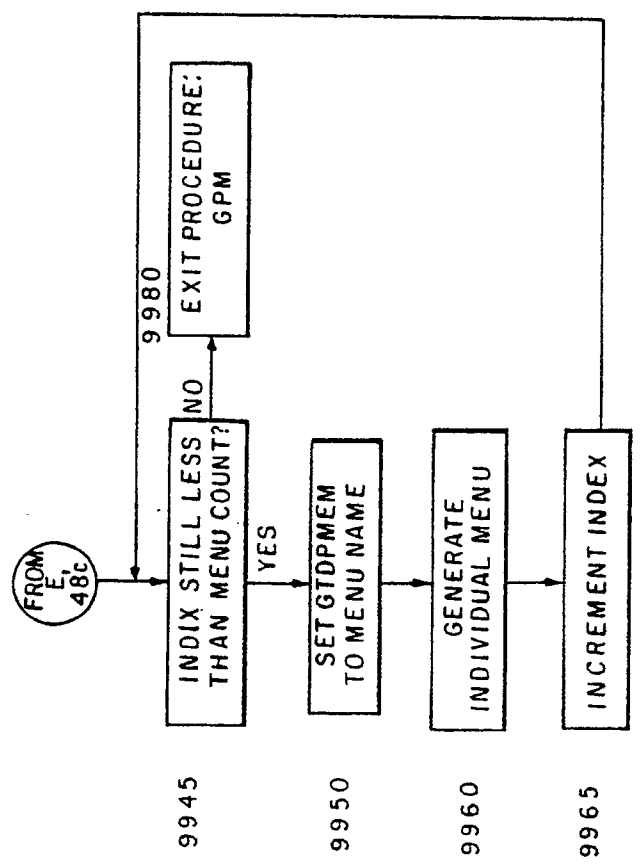 FROM
E,
48c
9945
INDIX STILL LESS
THAN MENU COUNT?
NO
YES
9980
EXIT PROCEDURE:
GPM
9950
SET GTDPMEM
TO MENU NAME
9960
GENERATE
INDIVIDUAL MENU
9965
INCREMENT INDEX